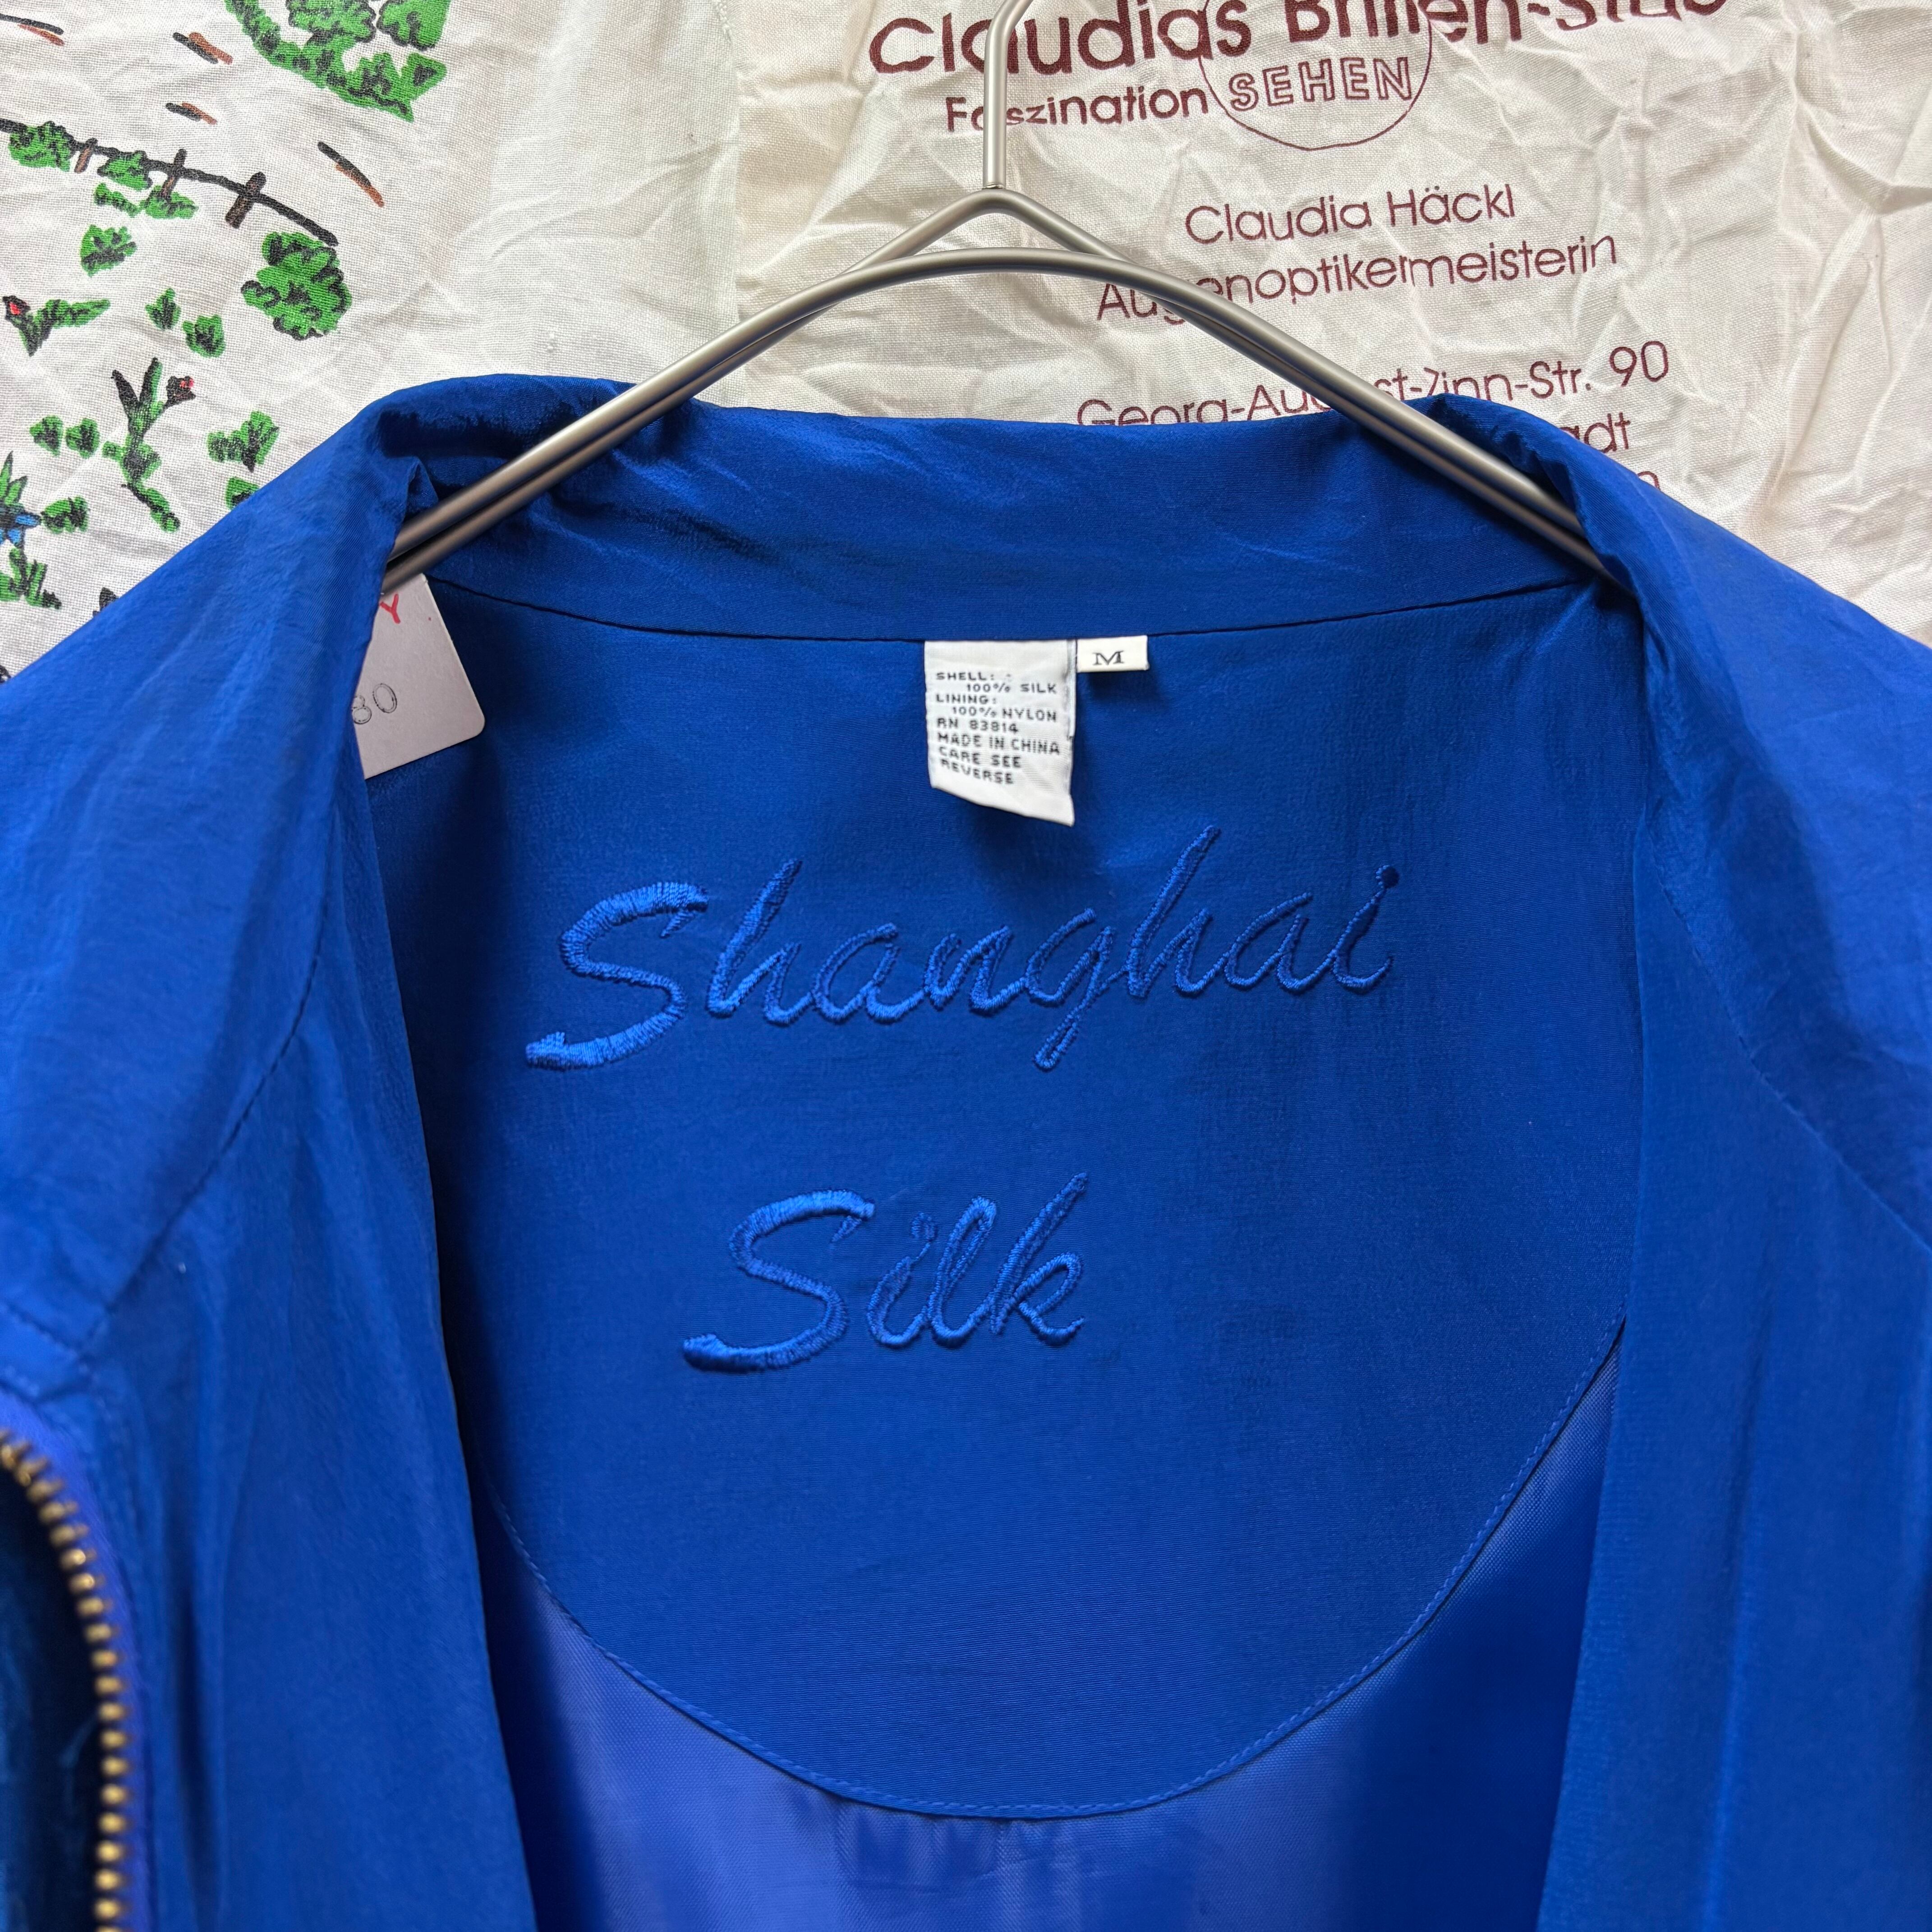 Claudias Brillen-Stub
Faszination SEHEN
Claudia Häckl
Augenoptikermeisterin
Georg-August-Zinn-Str. 90
80
M
SHELL:
100% SILK
LINING:
100% NYLON
RN 83814
MADE IN CHINA
CARE SEE
REVERSE
Shanghai
Silk